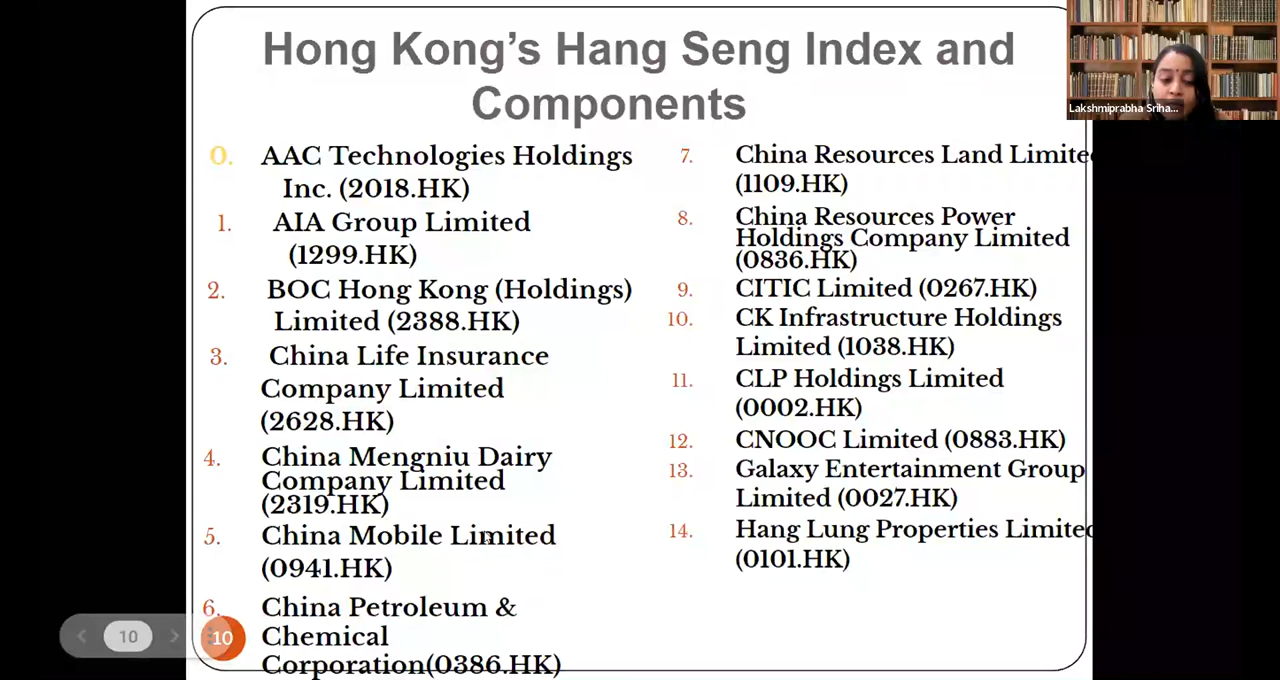 Hong Kong's Hang Seng Index and
Components
Lakshmiprabha Sriha...
0. AAC Technologies Holdings
Inc. (2018.HK)
1. AIA Group Limited
(1299.HK)
2. BOC Hong Kong (Holdings)
Limited (2388.HK)
3. China Life Insurance
Company Limited
(2628.HK)
4. China Mengniu Dairy
Company Limited
(2319.HK)
5. China Mobile Limited
(0941.HK)
6. China Petroleum &
Chemical
Corporation(0386.HK)
7. China Resources Land Limite
(1109.HK)
8. China Resources Power
Holdings Company Limited
(0836.HK)
9. CITIC Limited (0267.HK)
10. CK Infrastructure Holdings
Limited (1038.HK)
11. CLP Holdings Limited
(0002.HK)
12. CNOOC Limited (0883.HK)
13. Galaxy Entertainment Group
Limited (0027.HK)
14. Hang Lung Properties Limited
(0101.HK)
10
10